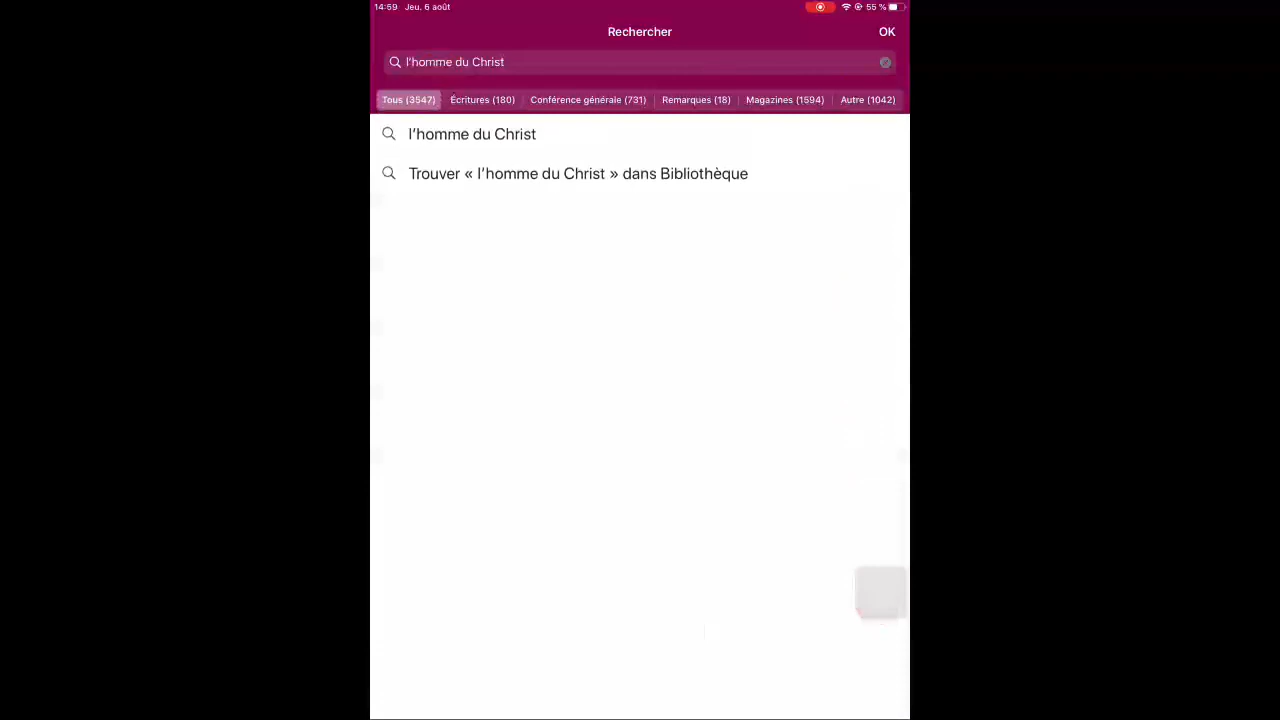 14:59 Jeu. 6 août 55 %
Rechercher OK
l'homme du Christ
Tous (3547) Écritures (180) Conférence générale (731) Remarques (18) Magazines (1594) Autre (1042)
l'homme du Christ
Trouver « l'homme du Christ » dans Bibliothèque